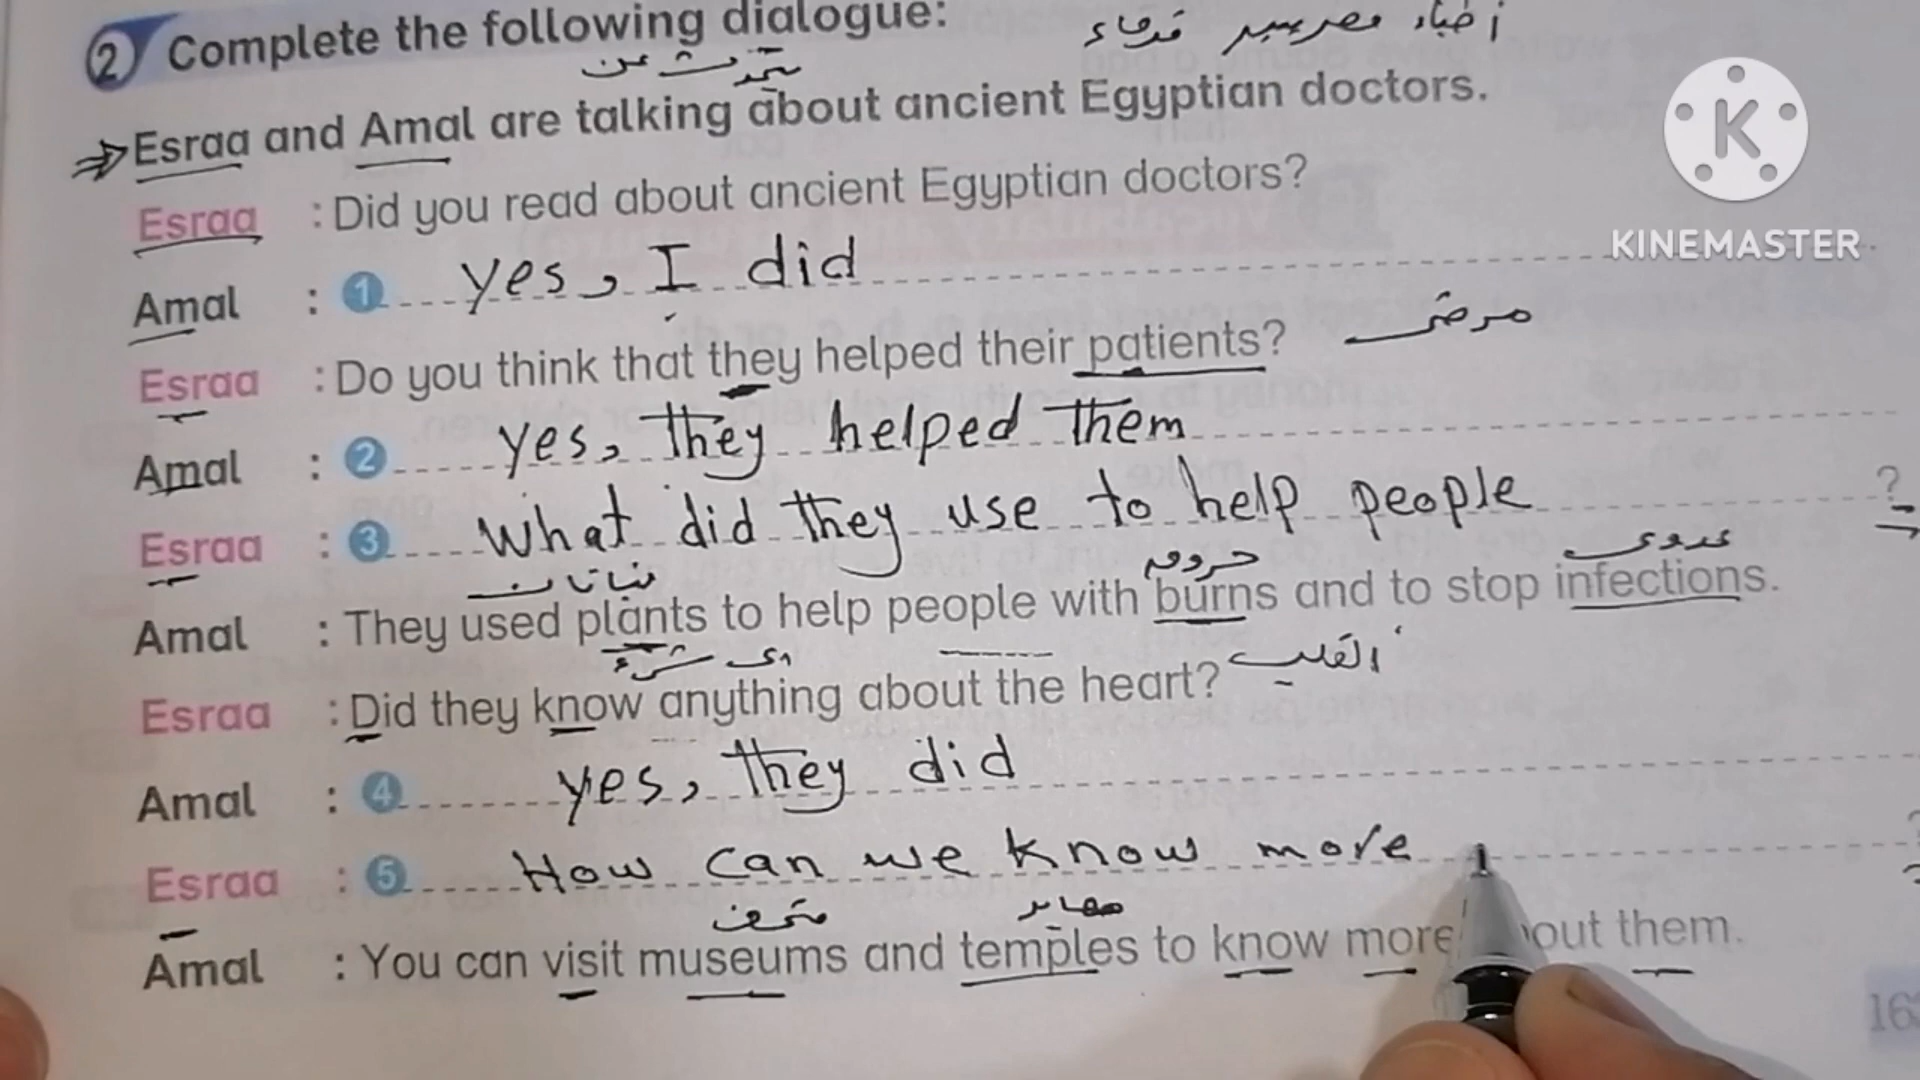 2 Complete the following dialogue:
أطباء مصريين قدماء
يتحدث عن
Esraa and Amal are talking about ancient Egyptian doctors.
Esraa : Did you read about ancient Egyptian doctors?
KINEMASTER
Amal : 1 yes, I did
مرضى
Esraa : Do you think that they helped their patients?
Amal : 2 yes, they helped them
Esraa : 3 What did they use to help people ?
نباتات حروق عدوى
Amal : They used plants to help people with burns and to stop infections.
أى شئ القلب
Esraa : Did they know anything about the heart?
Amal : 4 yes, they did
Esraa : 5 How can we know more
متحف معابد
Amal : You can visit museums and temples to know more them.